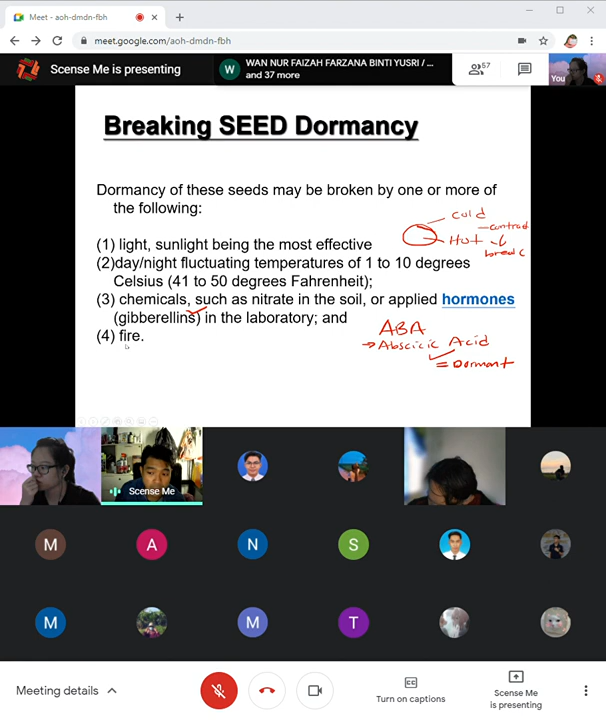 Meet - aoh-dmdn-fbh
meet.google.com/aoh-dmdn-fbh
Scense Me is presenting
W
WAN NUR FAIZAH FARZANA BINTI YUSRI / ...
and 37 more
57
You
Breaking SEED Dormancy
Dormancy of these seeds may be broken by one or more of
the following:
cold
contrad
(1) light, sunlight being the most effective
Hot
break
(2)day/night fluctuating temperatures of 1 to 10 degrees
Celsius (41 to 50 degrees Fahrenheit);
(3) chemicals, such as nitrate in the soil, or applied hormones
(gibberellins) in the laboratory; and
ABA
(4) fire.
Abscicic Acid
= Dormant
Scense Me
M A N S
M M T
Meeting details
CC
Turn on captions
Scense Me
is presenting